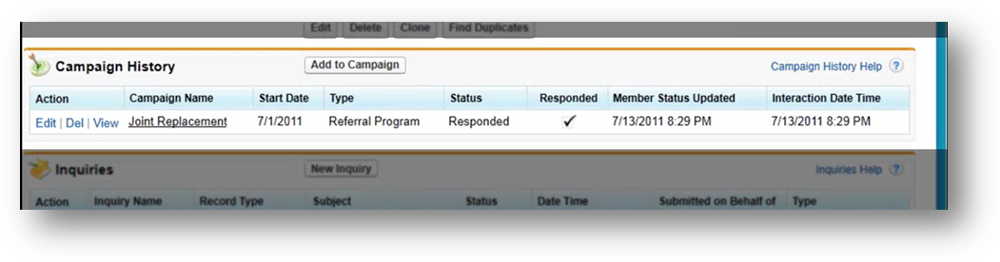 Edit Delete Clone Find Duplicates
Campaign History Add to Campaign Campaign History Help ?
Action Campaign Name Start Date Type Status Responded Member Status Updated Interaction Date Time
Edit | Del | View Joint Replacement 7/1/2011 Referral Program Responded 7/13/2011 8:29 PM 7/13/2011 8:29 PM
Inquiries New Inquiry Inquiries Help ?
Action Inquiry Name Record Type Subject Status Date Time Submitted on Behalf of Type